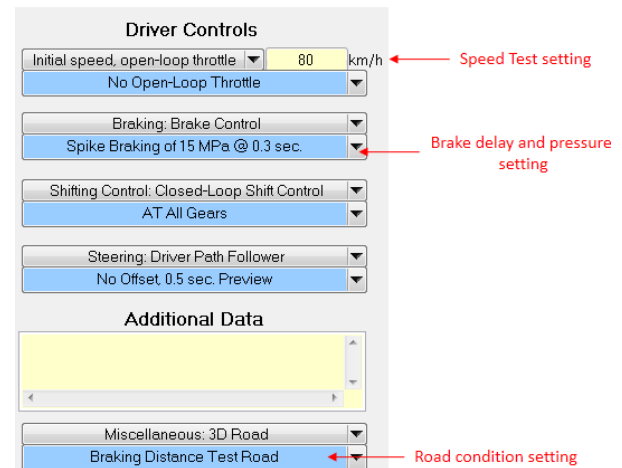 Driver Controls
Initial speed, open-loop throttle 80 km/h Speed Test setting
No Open-Loop Throttle
Braking: Brake Control
Spike Braking of 15 MPa @ 0.3 sec.
Brake delay and pressure
setting
Shifting Control: Closed-Loop Shift Control
AT All Gears
Steering: Driver Path Follower
No Offset, 0.5 sec. Preview
Additional Data
Miscellaneous: 3D Road
Braking Distance Test Road Road condition setting